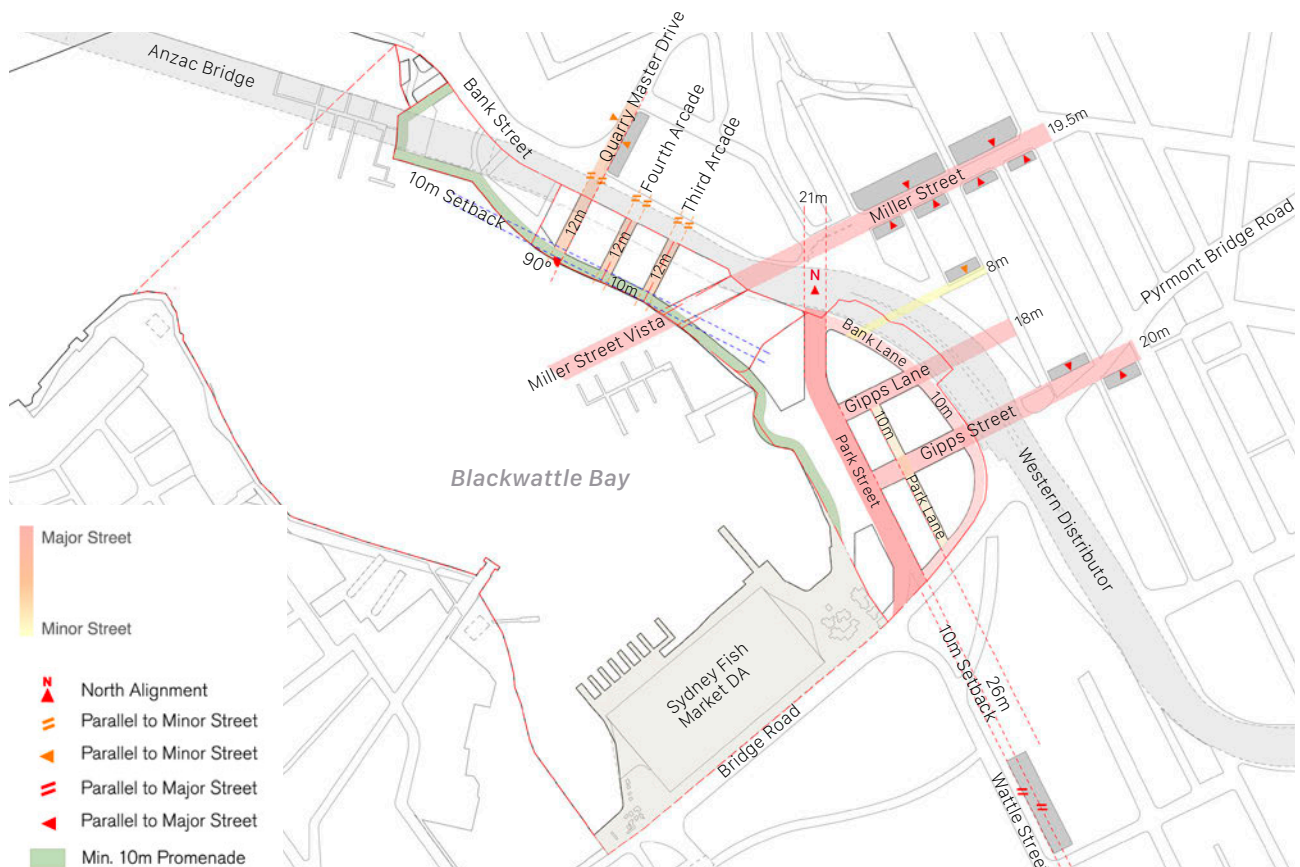 Anzac Bridge
Bank Street
Quarry Master Drive
Fourth Arcade
Third Arcade
19.5m
Miller Street
21m
10m Setback
12m
12m
12m
90°
10m
N
8m
Pyrmont Bridge Road
Miller Street Vista
Bank Lane
18m
20m
Gipps Lane
10m
10m
Gipps Street
Park Street
Park Lane
Blackwattle Bay
Western Distributor
Major Street
Minor Street
Sydney Fish
Market DA
10m Setback
26m
Bridge Road
Wattle Street
N
North Alignment
Parallel to Minor Street
Parallel to Minor Street
Parallel to Major Street
Parallel to Major Street
Min. 10m Promenade